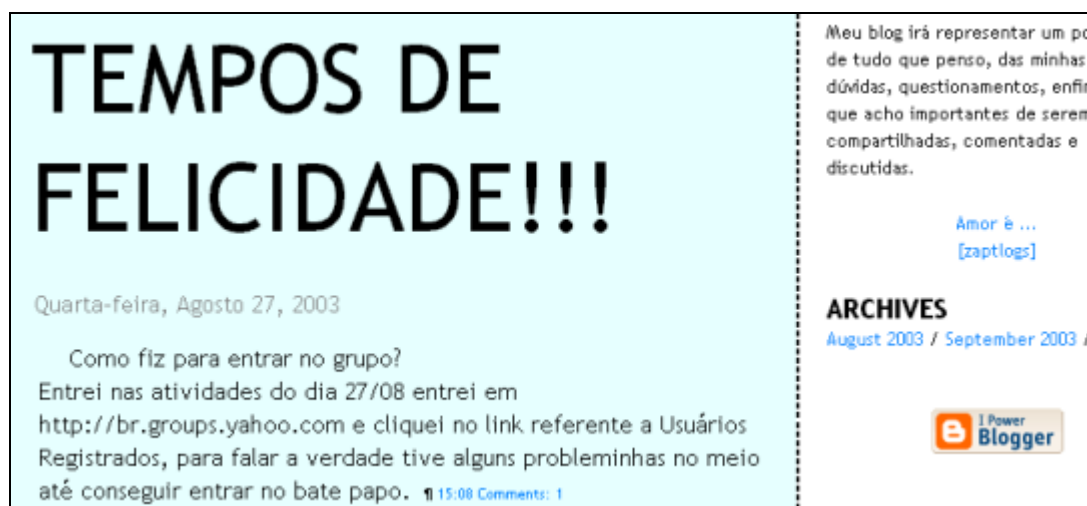 TEMPOS DE
FELICIDADE!!!
Quarta-feira, Agosto 27, 2003
Como fiz para entrar no grupo?
Entrei nas atividades do dia 27/08 entrei em
http://br.groups.yahoo.com e cliquei no link referente a Usuários
Registrados, para falar a verdade tive alguns probleminhas no meio
até conseguir entrar no bate papo. ¶ 15:08 Comments: 1
Meu blog irá representar um
de tudo que penso, das minhas
dúvidas, questionamentos,
que acho importantes de
compartilhadas, comentadas e
discutidas.
Amor é ...
[zaptlogs]
ARCHIVES
August 2003 / September 2003 /
I Power
Blogger